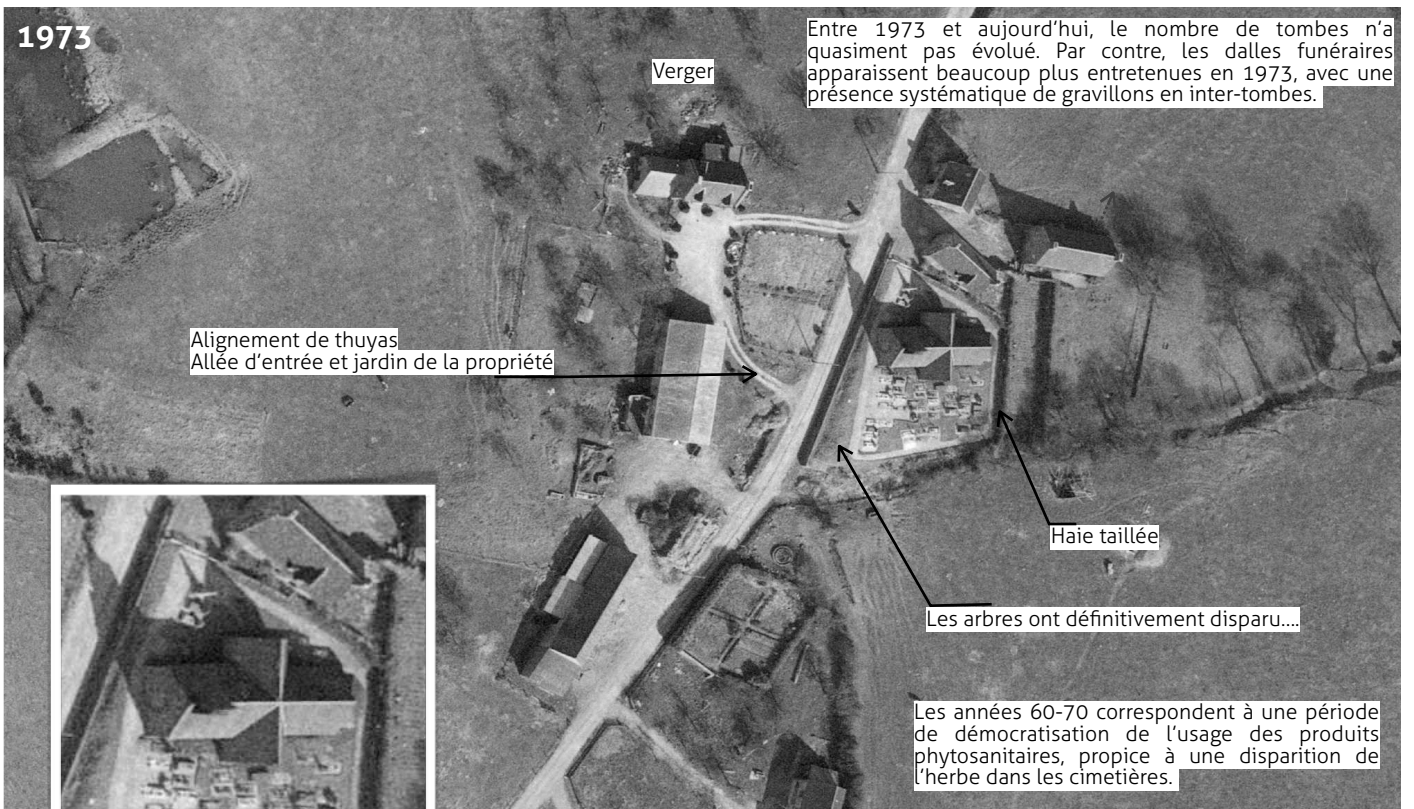 1973
Entre 1973 et aujourd'hui, le nombre de tombes n'a
quasiment pas évolué. Par contre, les dalles funéraires
apparaissent beaucoup plus entretenues en 1973, avec une
présence systématique de gravillons en inter-tombes.
Verger
Alignement de thuyas
Allée d'entrée et jardin de la propriété
Haie taillée
Les arbres ont définitivement disparu....
Les années 60-70 correspondent à une période
de démocratisation de l'usage des produits
phytosanitaires, propice à une disparition de
l'herbe dans les cimetières.